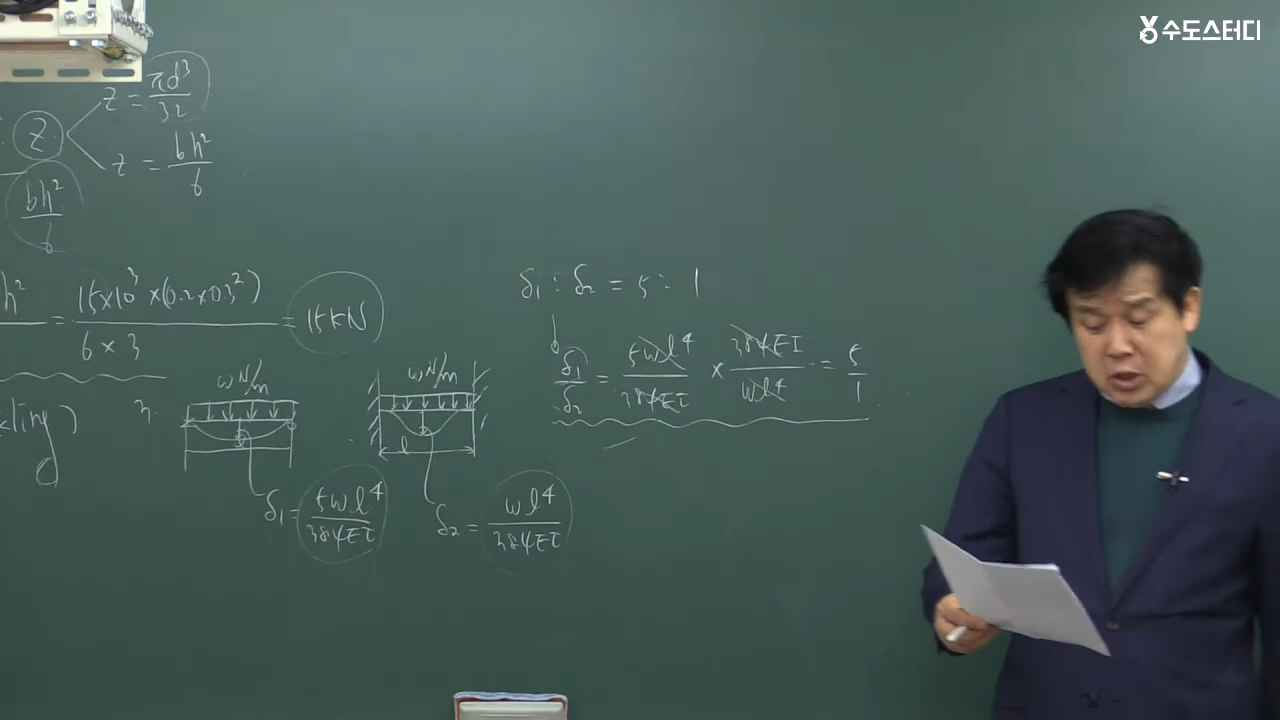 수도스터디
Z
z = πd³/32
z = bh²/6
bh²/6
h² = 15×10³×(0.2×0.3²)/6×3 = 15kN
δ₁ : δ₂ = 5 : 1
δ₁/δ₂ = 5wl⁴/384EI × 384EI/wl⁴ = 5/1
ωN/m
ωN/m
l
δ₁ = 5wl⁴/384EI
δ₂ = wl⁴/384EI